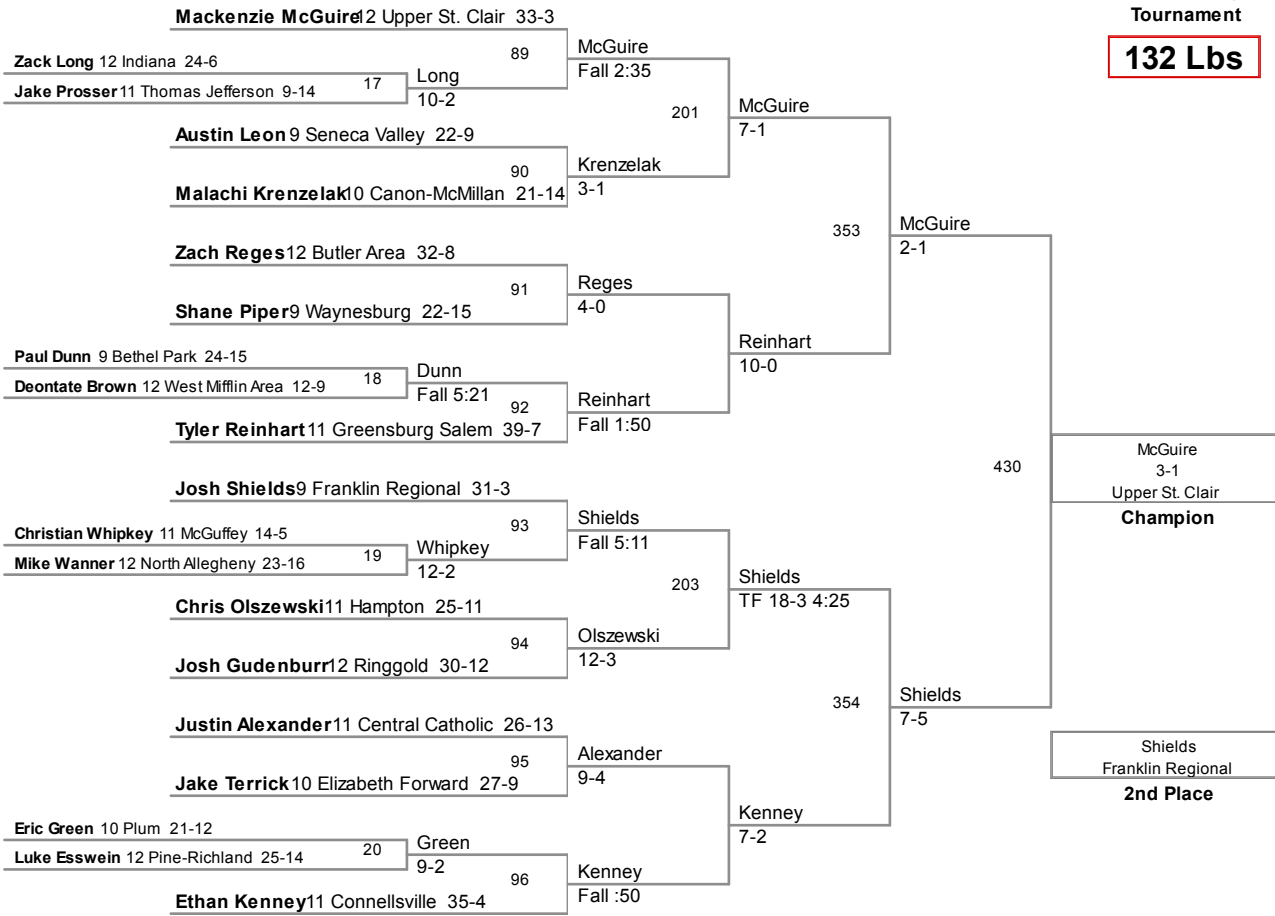 Tournament
132 Lbs
Mackenzie McGuire 12 Upper St. Clair 33-3
89
McGuire
Fall 2:35
Zack Long 12 Indiana 24-6
17
Long
10-2
Jake Prosser 11 Thomas Jefferson 9-14
201
McGuire
7-1
Austin Leon 9 Seneca Valley 22-9
90
Krenzelak
3-1
Malachi Krenzelak 10 Canon-McMillan 21-14
353
McGuire
2-1
Zach Reges 12 Butler Area 32-8
91
Reges
4-0
Shane Piper 9 Waynesburg 22-15
Reinhart
10-0
Paul Dunn 9 Bethel Park 24-15
18
Dunn
Fall 5:21
Deontate Brown 12 West Mifflin Area 12-9
92
Reinhart
Fall 1:50
Tyler Reinhart 11 Greensburg Salem 39-7
430
McGuire
3-1
Upper St. Clair
Champion
Josh Shields 9 Franklin Regional 31-3
93
Shields
Fall 5:11
Christian Whipkey 11 McGuffey 14-5
19
Whipkey
12-2
Mike Wanner 12 North Allegheny 23-16
203
Shields
TF 18-3 4:25
Chris Olszewski 11 Hampton 25-11
94
Olszewski
12-3
Josh Gudenburr 12 Ringgold 30-12
354
Shields
7-5
Justin Alexander 11 Central Catholic 26-13
95
Alexander
9-4
Jake Terrick 10 Elizabeth Forward 27-9
Shields
Franklin Regional
2nd Place
Kenney
7-2
Eric Green 10 Plum 21-12
20
Green
9-2
Luke Esswein 12 Pine-Richland 25-14
96
Kenney
Fall :50
Ethan Kenney 11 Connellsville 35-4